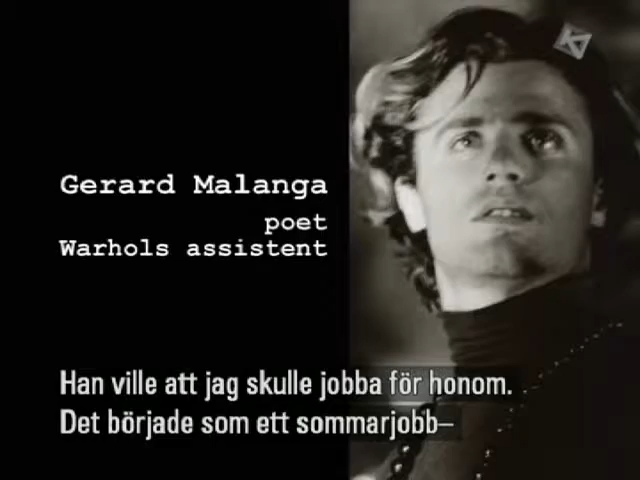 Gerard Malanga
poet
Warhols assistent
Han ville att jag skulle jobba för honom.
Det började som ett sommarjobb–